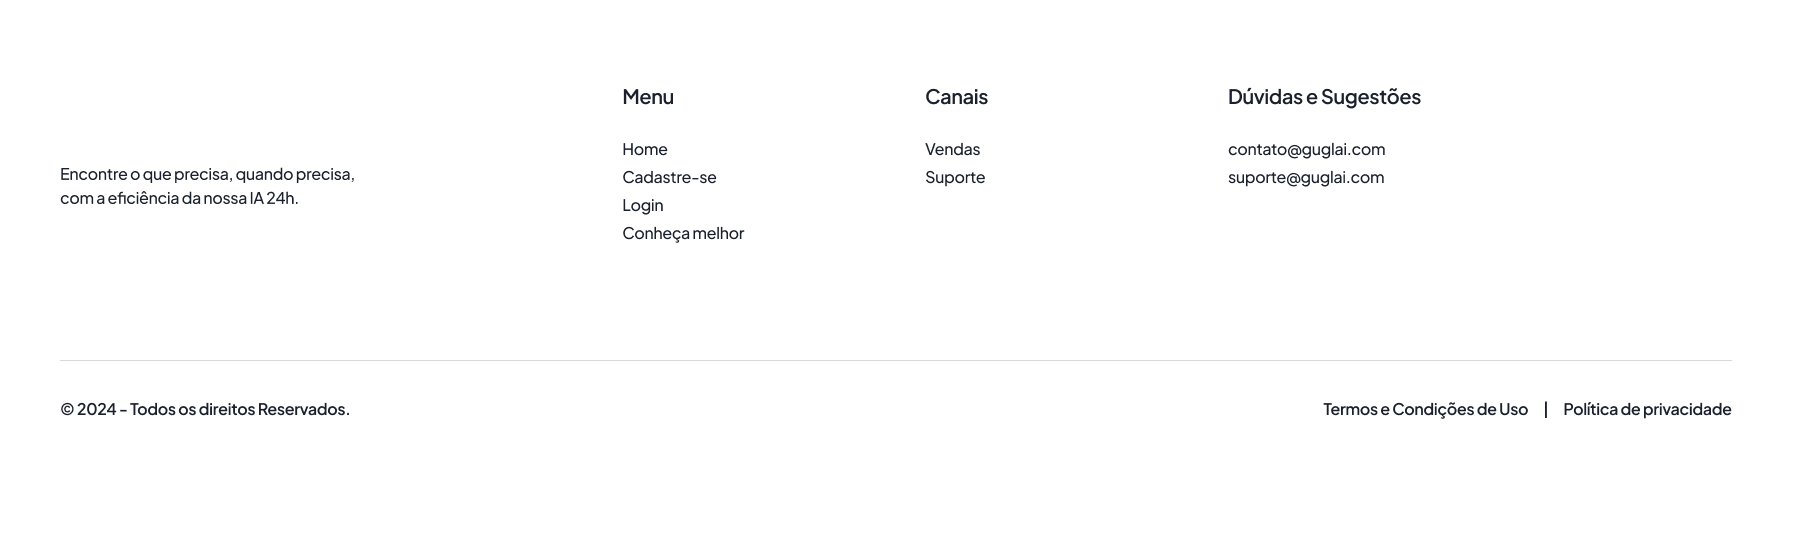 Encontre o que precisa, quando precisa,
com a eficiência da nossa IA 24h.
Menu
Home
Cadastre-se
Login
Conheça melhor
Canais
Vendas
Suporte
Dúvidas e Sugestões
contato@guglai.com
suporte@guglai.com
© 2024 - Todos os direitos Reservados.
Termos e Condições de Uso | Política de privacidade